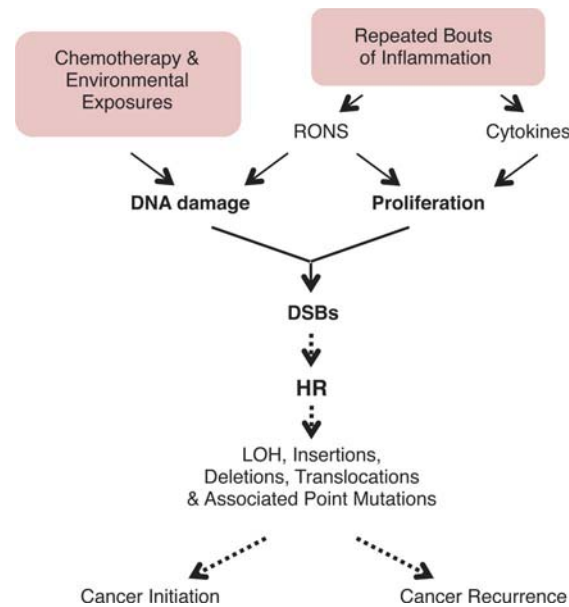 Chemotherapy &
Environmental
Exposures
Repeated Bouts
of Inflammation
RONS
Cytokines
DNA damage
Proliferation
DSBs
HR
LOH, Insertions,
Deletions, Translocations
& Associated Point Mutations
Cancer Initiation
Cancer Recurrence